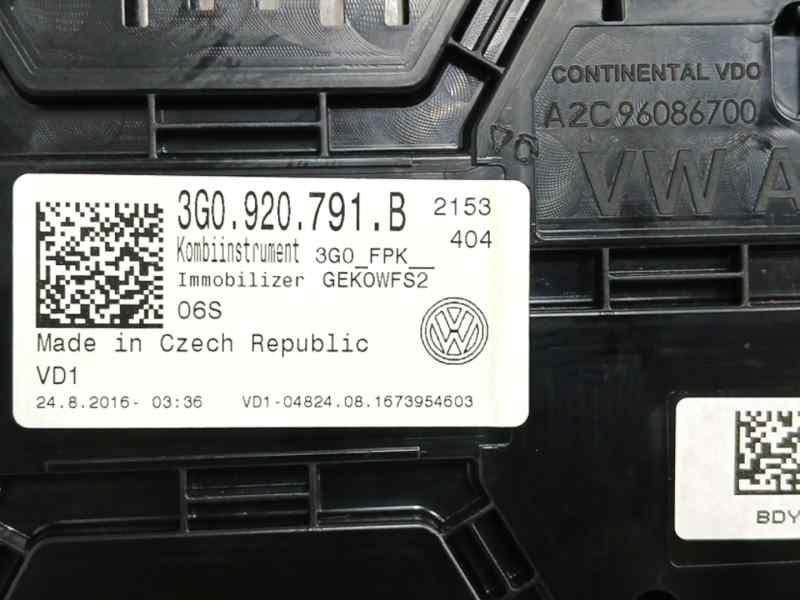 CONTINENTAL VDO
A2C96086700
VW A
3G0.920.791.B 2153
Kombiinstrument 3G0_FPK__ 404
Immobilizer GEK0WFS2
06S
Made in Czech Republic
VD1
24.8.2016- 03:36 VD1-04824.08.1673954603
BDY